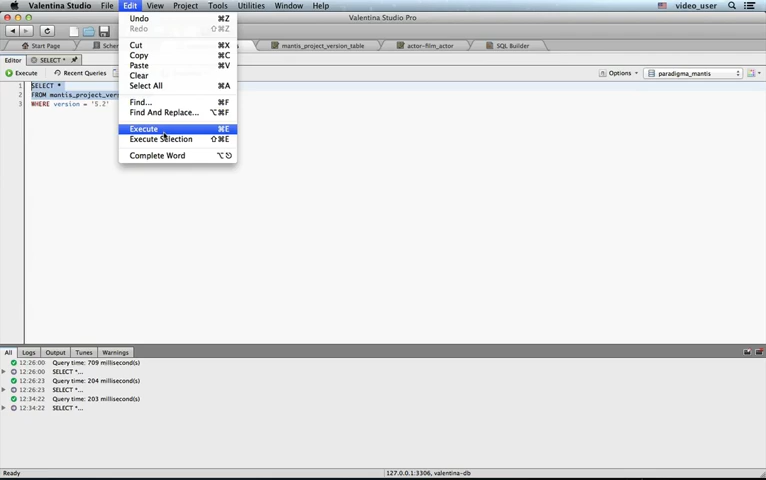 Valentina Studio File Edit View Project Tools Utilities Window Help video_user
Valentina Studio Pro
Start Page mantis_project_version_table actor-film_actor SQL Builder
Editor SELECT *
Execute Recent Queries Options paradigma_mantis
1 SELECT *
2 FROM mantis_project_ver
3 WHERE version = '5.2'
Undo ⌘Z
Redo ⇧⌘Z
Cut ⌘X
Copy ⌘C
Paste ⌘V
Clear
Select All ⌘A
Find... ⌘F
Find And Replace... ⌥⌘F
Execute ⌘E
Execute Selection ⇧⌘E
Complete Word ⌥⎋
All Logs Output Tunes Warnings
12:26:00 Query time: 709 millisecond(s)
12:26:00 SELECT *...
12:26:23 Query time: 204 millisecond(s)
12:26:23 SELECT *...
12:34:22 Query time: 203 millisecond(s)
12:34:22 SELECT *...
Ready 127.0.0.1:3306, valentina-db